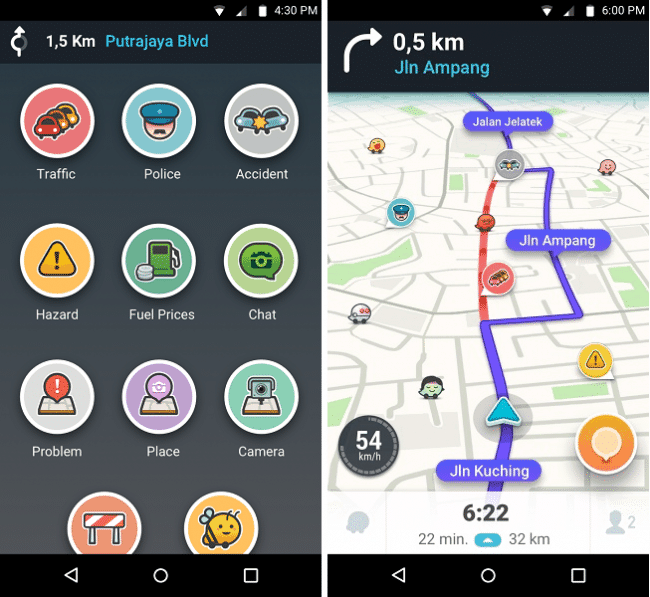 4:30 PM
1,5 Km Putrajaya Blvd
Traffic Police Accident
Hazard Fuel Prices Chat
Problem Place Camera
6:00 PM
0,5 km
Jln Ampang
Jalan Jelatek
Jln Ampang
54
km/h
Jln Kuching
6:22
2
22 min. 32 km